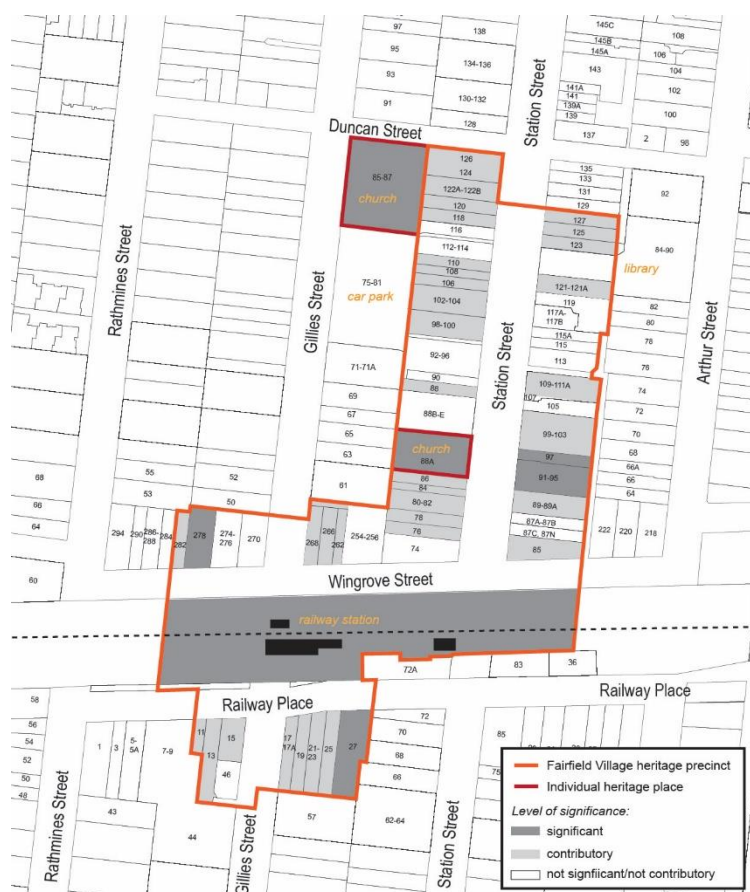 97
138
145C
108
95
134-136
145B
145A
106
93
143
104
141A
102
91
130-132
141
139A
100
128
139
Duncan Street
Station Street
137
2
98
126
135
85-87
124
133
92
church
122A-122B
131
120
129
118
127
116
125
84-90
112-114
123
Rathmines Street
110
library
75-81
108
121-121A
car park
106
119
82
Gillies Street
102-104
117A-
117B
80
98-100
115A
78
115
92-96
113
Station Street
Arthur Street
71-71A
90
76
88
109-111A
74
69
107
105
72
67
88B-E
65
99-103
70
church
68
55
52
63
88A
97
68
66A
86
91-95
66
53
61
84
64
66
50
80-82
89-89A
64
78
87A-87B
294
290
286-
288
284
282
278
274-
276
270
268
266
262
254-256
76
87C, 87N
222
220
218
74
85
60
Wingrove Street
railway station
72A
83
36
58
Railway Place
Railway Place
56
11
15
17
72
85
54
1
3
5-
5A
7-9
17A
19
21-
23
25
27
70
52
13
68
50
46
66
75
48
43
57
62-64
44
Rathmines Street
Gillies Street
Station Street
Fairfield Village heritage precinct
Individual heritage place
Level of significance:
significant
contributory
not signfiicant/not contributory